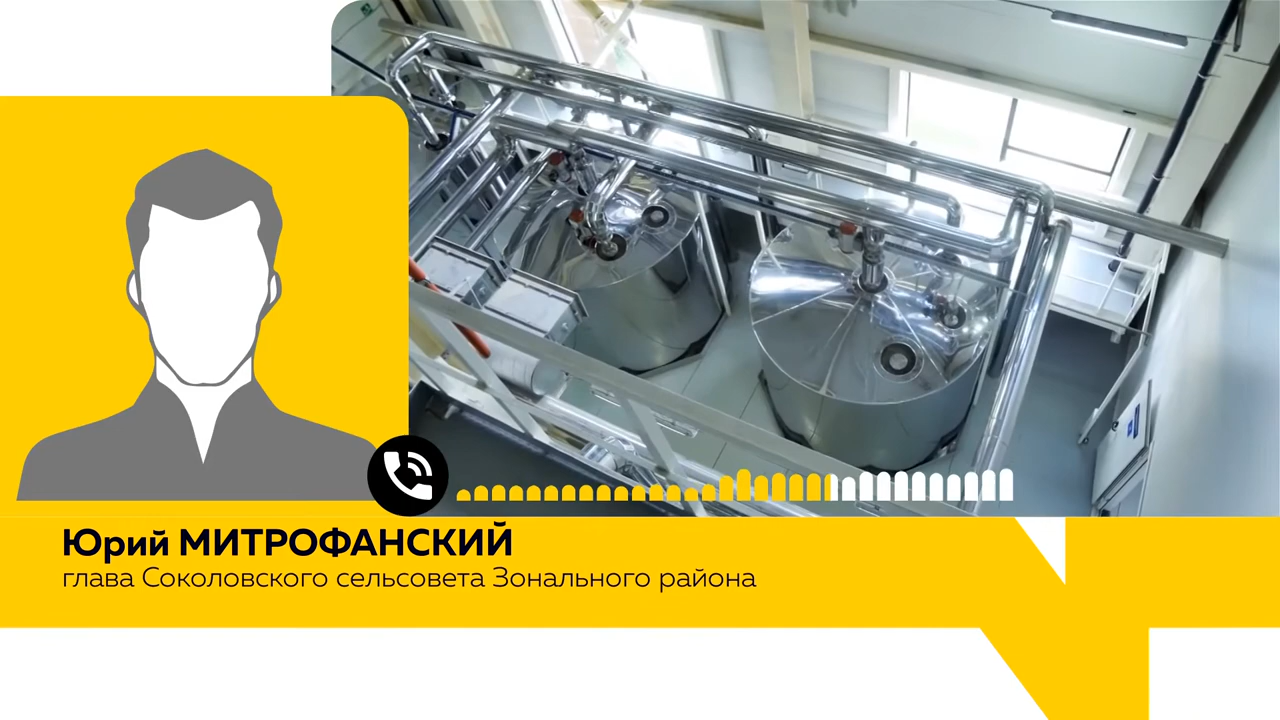 Юрий МИТРОФАНСКИЙ
глава Соколовского сельсовета Зонального района